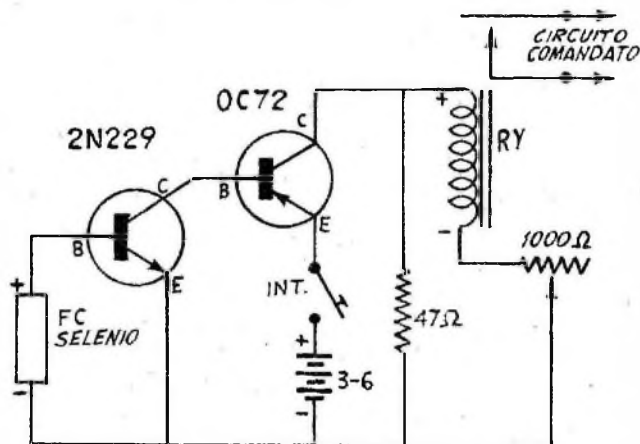 CIRCUITO
COMANDATO
OC72
2N229
C
+
RY
C
B
E
-
1000Ω
B
E
INT.
+
FC
SELENIO
47Ω
+
3-6
-
-